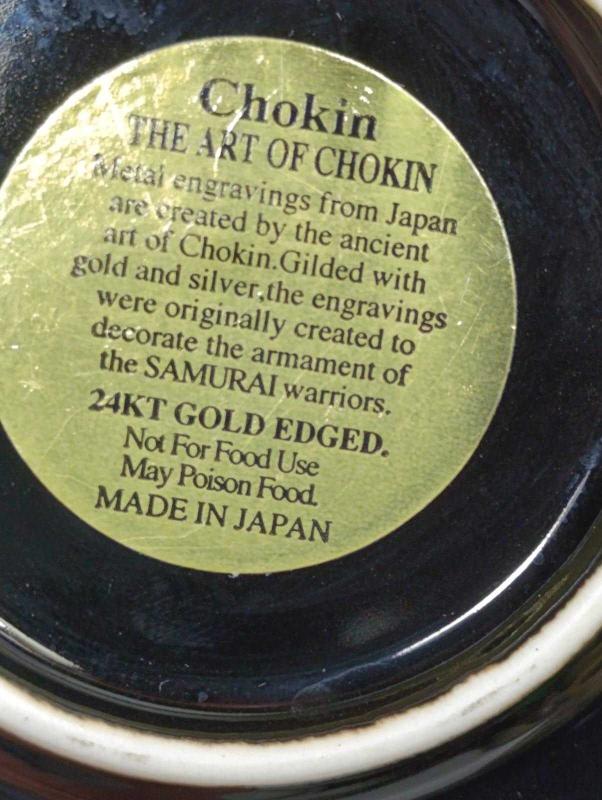 Chokin
THE ART OF CHOKIN
Metal engravings from Japan
are created by the ancient
art of Chokin.Gilded with
gold and silver,the engravings
were originally created to
decorate the armament of
the SAMURAI warriors.
24KT GOLD EDGED.
Not For Food Use
May Poison Food.
MADE IN JAPAN